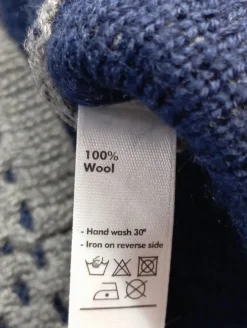 100%
Wool
- Hand wash 30°
- Iron on reverse side